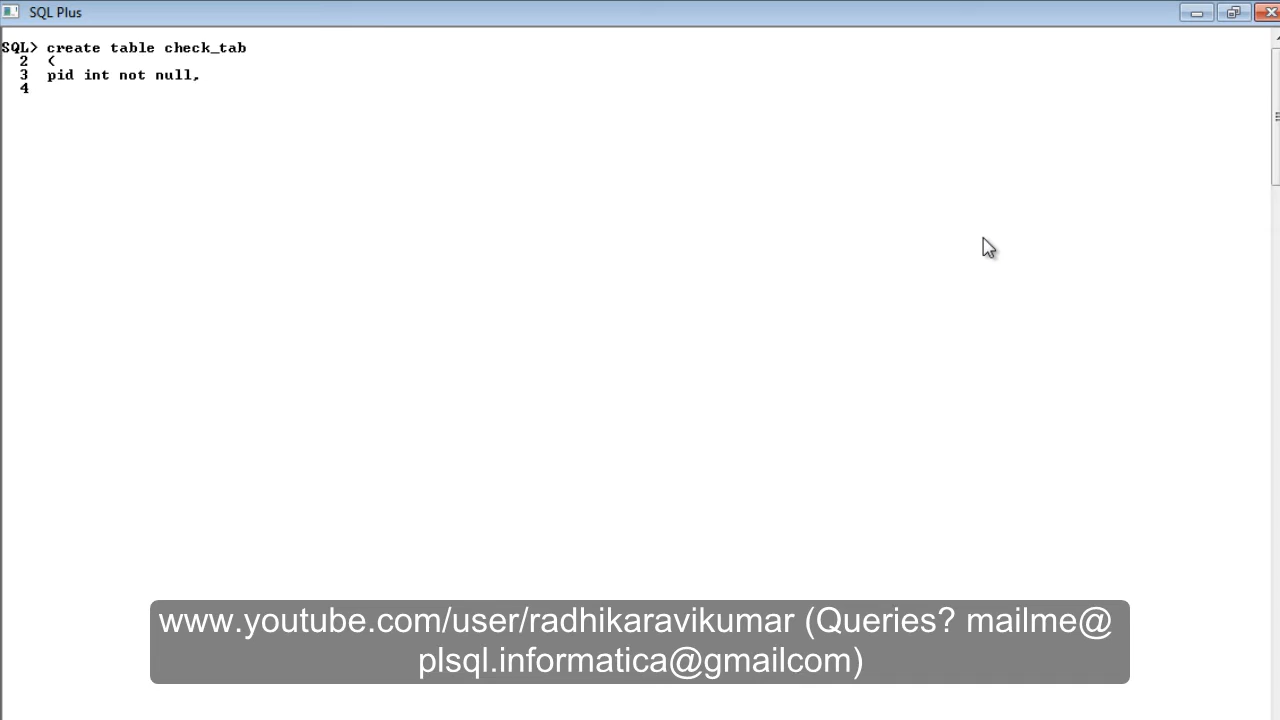 SQL Plus
SQL> create table check_tab
2 (
3 pid int not null,
4
www.youtube.com/user/radhikaravikumar (Queries? mailme@
plsql.informatica@gmailcom)